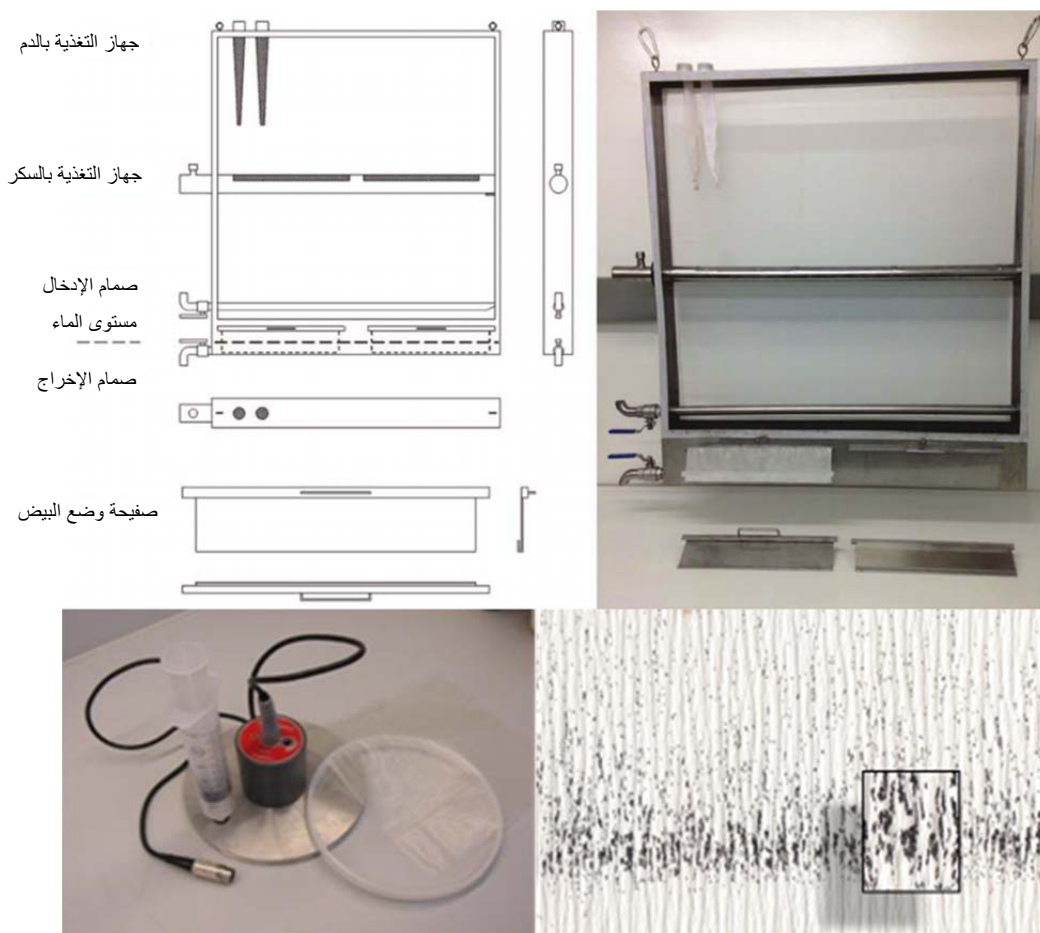 جهاز التغذية بالدم
جهاز التغذية بالسكر
صمام الإدخال
مستوى الماء
صمام الإخراج
صفيحة وضع البيض